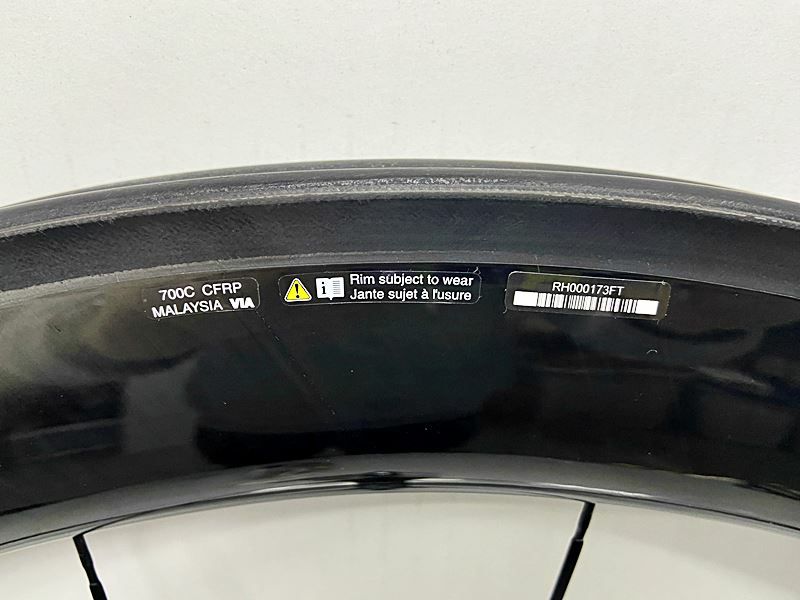 700C CFRP
MALAYSIA VIA
Rim subject to wear
Jante sujet à l'usure
RH000173FT